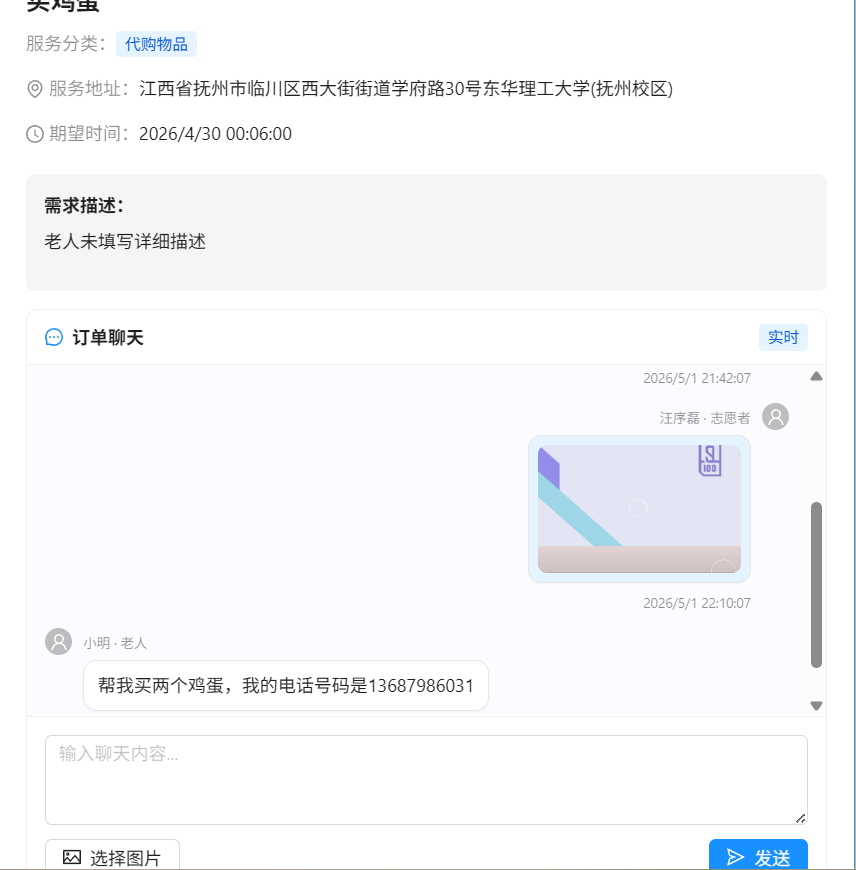 买鸡蛋
服务分类：
代购物品
服务地址：江西省抚州市临川区西大街街道学府路30号东华理工大学(抚州校区)
期望时间：2026/4/30 00:06:00
需求描述：
老人未填写详细描述
订单聊天
实时
2026/5/1 21:42:07
汪序磊 · 志愿者
100
2026/5/1 22:10:07
小明 · 老人
帮我买两个鸡蛋，我的电话号码是13687986031
输入聊天内容...
选择图片
发送